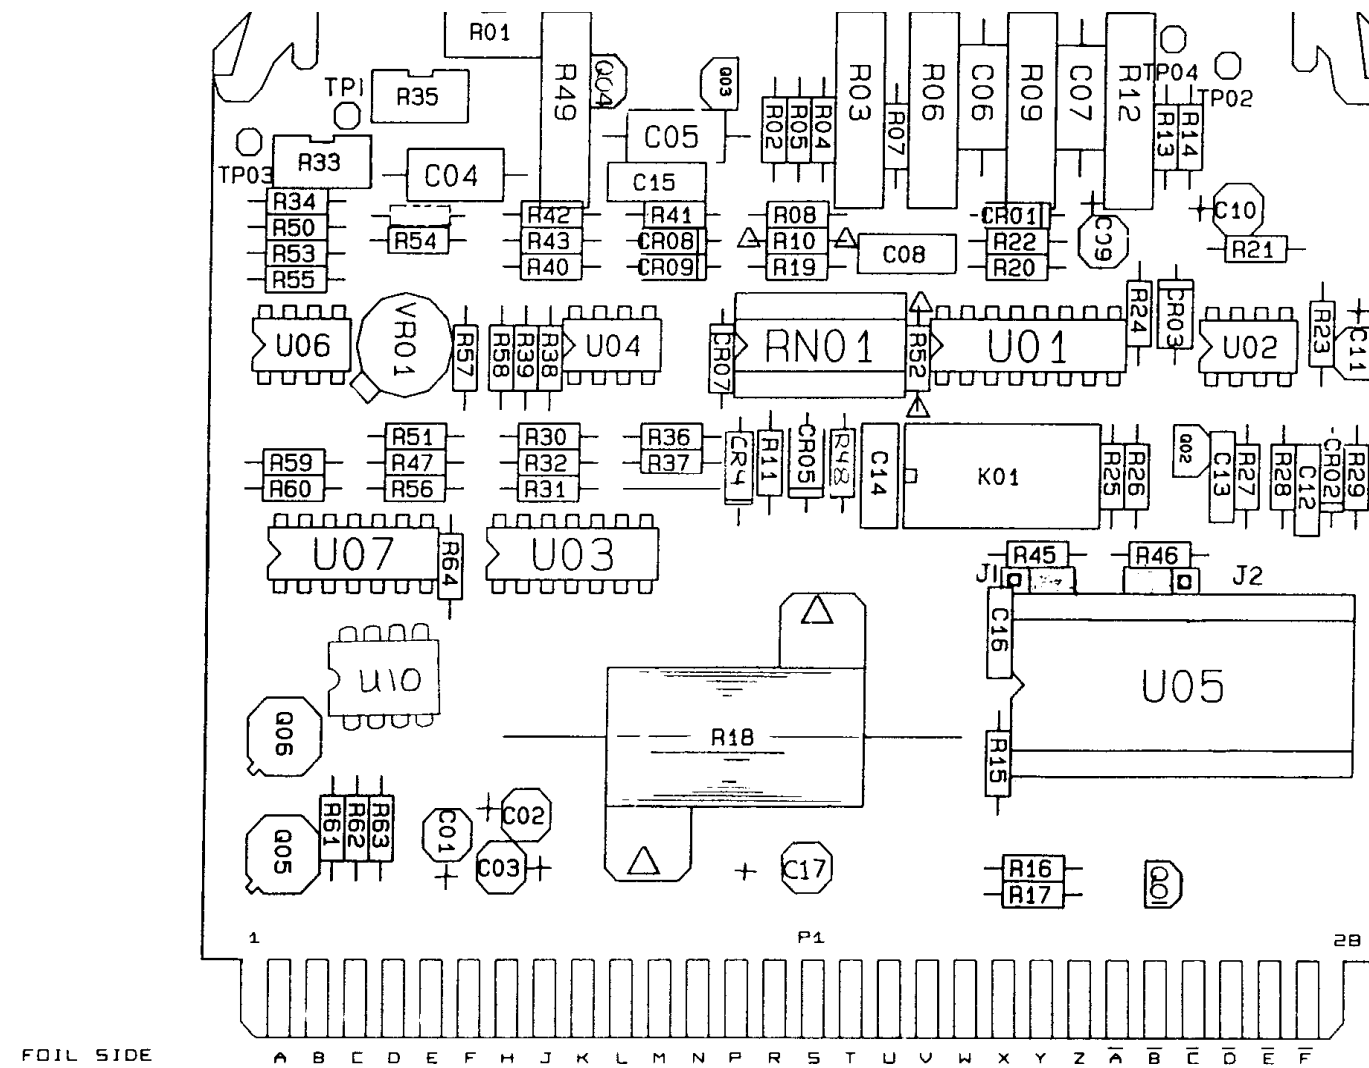 R01
R49
Q04
Q03
R03
R06
C06
R09
C07
R12
TP04
TP02
TP1
R35
C05
R02
R05
R04
R07
R13
R14
R33
TP03
C04
C15
R34
R42
R41
R08
CR01
C09
C10
R50
R54
R43
CR08
R10
C08
R22
R21
R53
R40
CR09
R19
R20
R55
U06
VR01
R57
R58
R39
R38
U04
CR07
RN01
R52
U01
R24
CR03
U02
R23
C11
R51
R30
R36
CR4
R11
CR05
R48
C14
K01
R25
R26
Q02
C13
R27
R28
C12
CR02
R29
R59
R47
R32
R37
R60
R56
R31
U07
R64
U03
R45
R46
J1
J2
C16
U05
U10
Q06
R18
R15
R61
R62
R63
C01
C02
C03
Q05
C17
R16
R17
Q01
1
P1
28
FOIL SIDE A B C D E F H J K L M N P R S T U V W X Y Z A̅ B̅ C̅ D̅ E̅ F̅